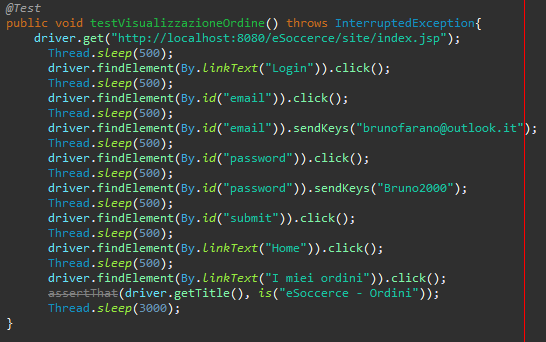 @Test
public void testVisualizzazioneOrdine() throws InterruptedException{
driver.get("http://localhost:8080/eSoccerce/site/index.jsp");
Thread.sleep(500);
driver.findElement(By.linkText("Login")).click();
Thread.sleep(500);
driver.findElement(By.id("email")).click();
Thread.sleep(500);
driver.findElement(By.id("email")).sendKeys("brunofarano@outlook.it");
Thread.sleep(500);
driver.findElement(By.id("password")).click();
Thread.sleep(500);
driver.findElement(By.id("password")).sendKeys("Bruno2000");
Thread.sleep(500);
driver.findElement(By.id("submit")).click();
Thread.sleep(500);
driver.findElement(By.linkText("Home")).click();
Thread.sleep(500);
driver.findElement(By.linkText("I miei ordini")).click();
assertThat(driver.getTitle(), is("eSoccerce - Ordini"));
Thread.sleep(3000);
}